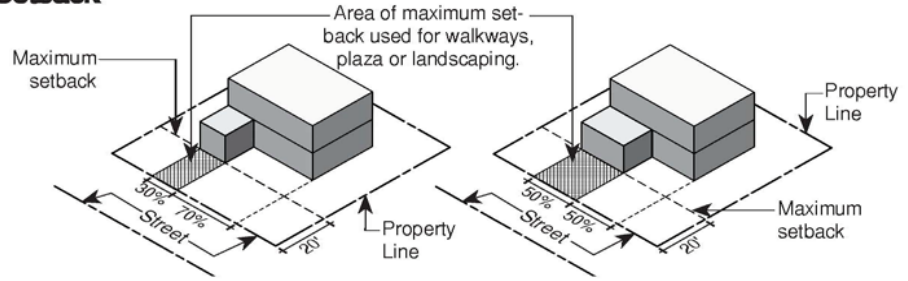 Area of maximum set-
back used for walkways,
plaza or landscaping.
Maximum
setback
30%
70%
Street
20'
Property
Line
50%
50%
Street
20'
Property
Line
Maximum
setback